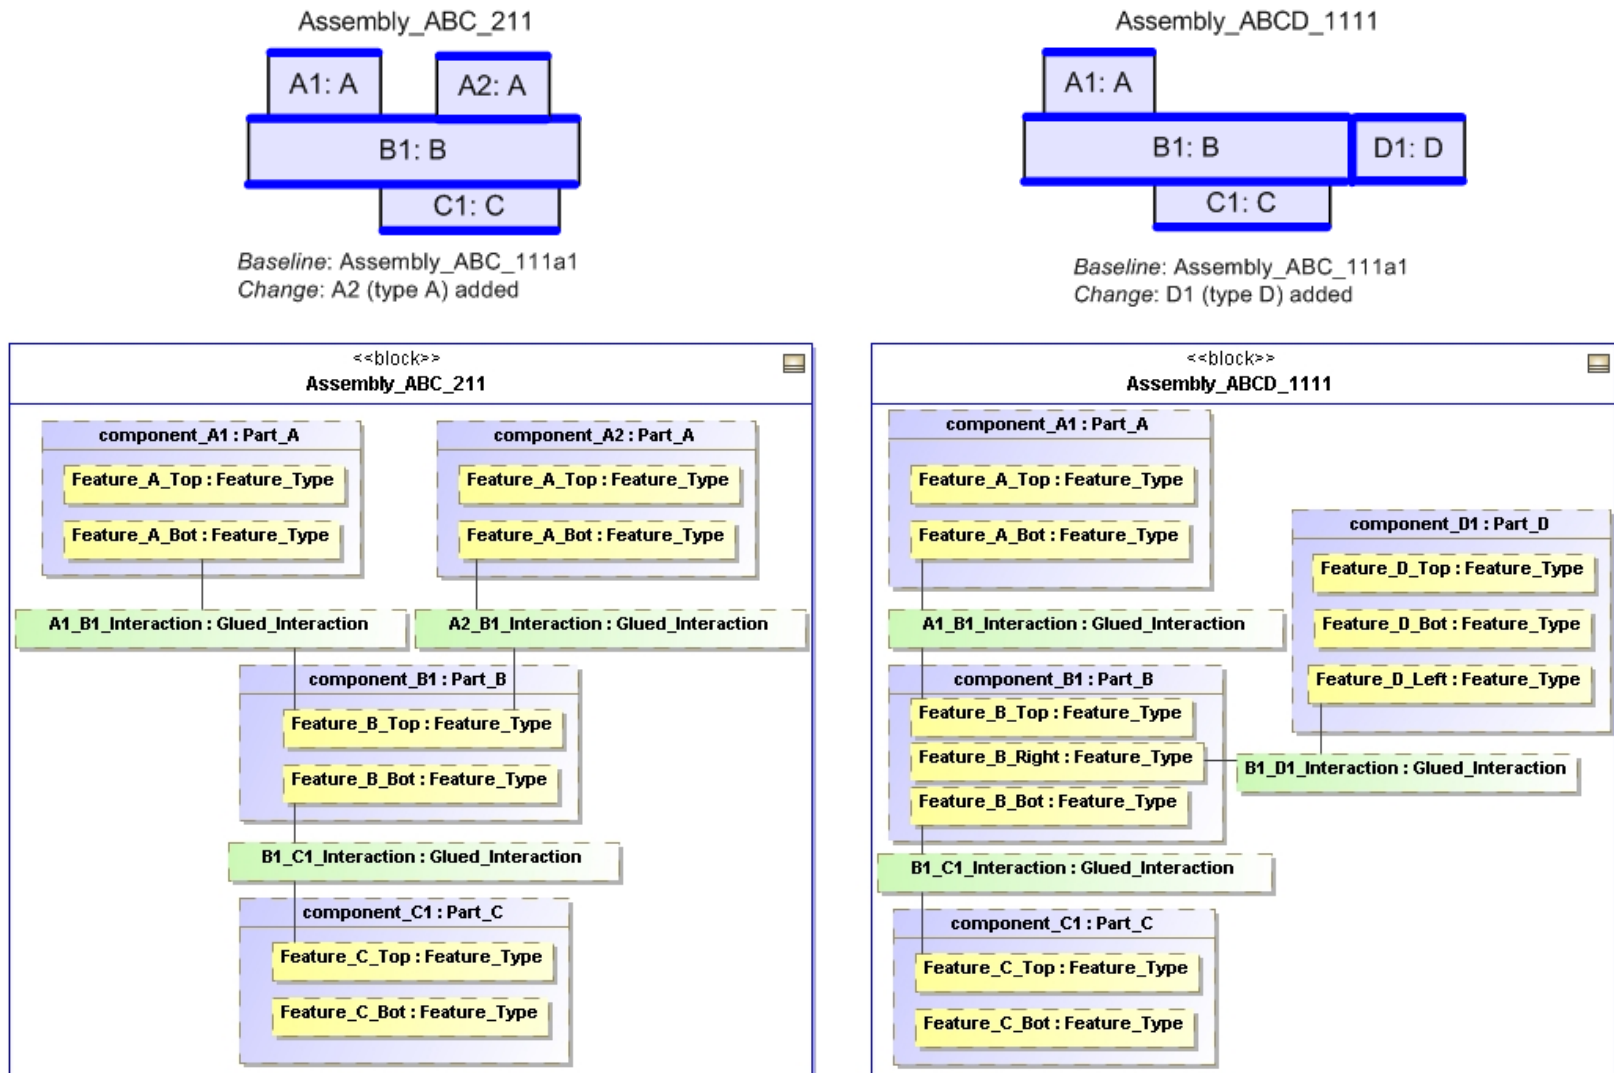 Assembly_ABC_211
A1: A
A2: A
B1: B
C1: C
Baseline: Assembly_ABC_111a1
Change: A2 (type A) added
Assembly_ABCD_1111
A1: A
B1: B
D1: D
C1: C
Baseline: Assembly_ABC_111a1
Change: D1 (type D) added
<<block>>
Assembly_ABC_211
component_A1 : Part_A
Feature_A_Top : Feature_Type
Feature_A_Bot : Feature_Type
component_A2 : Part_A
Feature_A_Top : Feature_Type
Feature_A_Bot : Feature_Type
A1_B1_Interaction : Glued_Interaction
A2_B1_Interaction : Glued_Interaction
component_B1 : Part_B
Feature_B_Top : Feature_Type
Feature_B_Bot : Feature_Type
B1_C1_Interaction : Glued_Interaction
component_C1 : Part_C
Feature_C_Top : Feature_Type
Feature_C_Bot : Feature_Type
<<block>>
Assembly_ABCD_1111
component_A1 : Part_A
Feature_A_Top : Feature_Type
Feature_A_Bot : Feature_Type
component_D1 : Part_D
Feature_D_Top : Feature_Type
Feature_D_Bot : Feature_Type
Feature_D_Left : Feature_Type
A1_B1_Interaction : Glued_Interaction
component_B1 : Part_B
Feature_B_Top : Feature_Type
Feature_B_Right : Feature_Type
Feature_B_Bot : Feature_Type
B1_D1_Interaction : Glued_Interaction
B1_C1_Interaction : Glued_Interaction
component_C1 : Part_C
Feature_C_Top : Feature_Type
Feature_C_Bot : Feature_Type